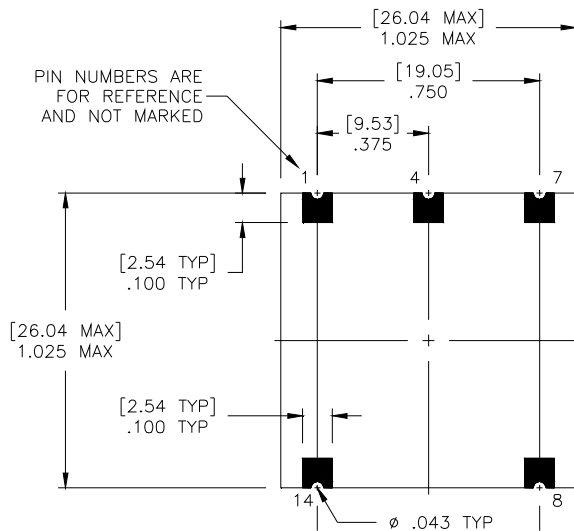 [26.04 MAX]
1.025 MAX
PIN NUMBERS ARE
FOR REFERENCE
AND NOT MARKED
[19.05]
.750
[9.53]
.375
1
4
7
[2.54 TYP]
.100 TYP
[26.04 MAX]
1.025 MAX
[2.54 TYP]
.100 TYP
14
8
ø .043 TYP